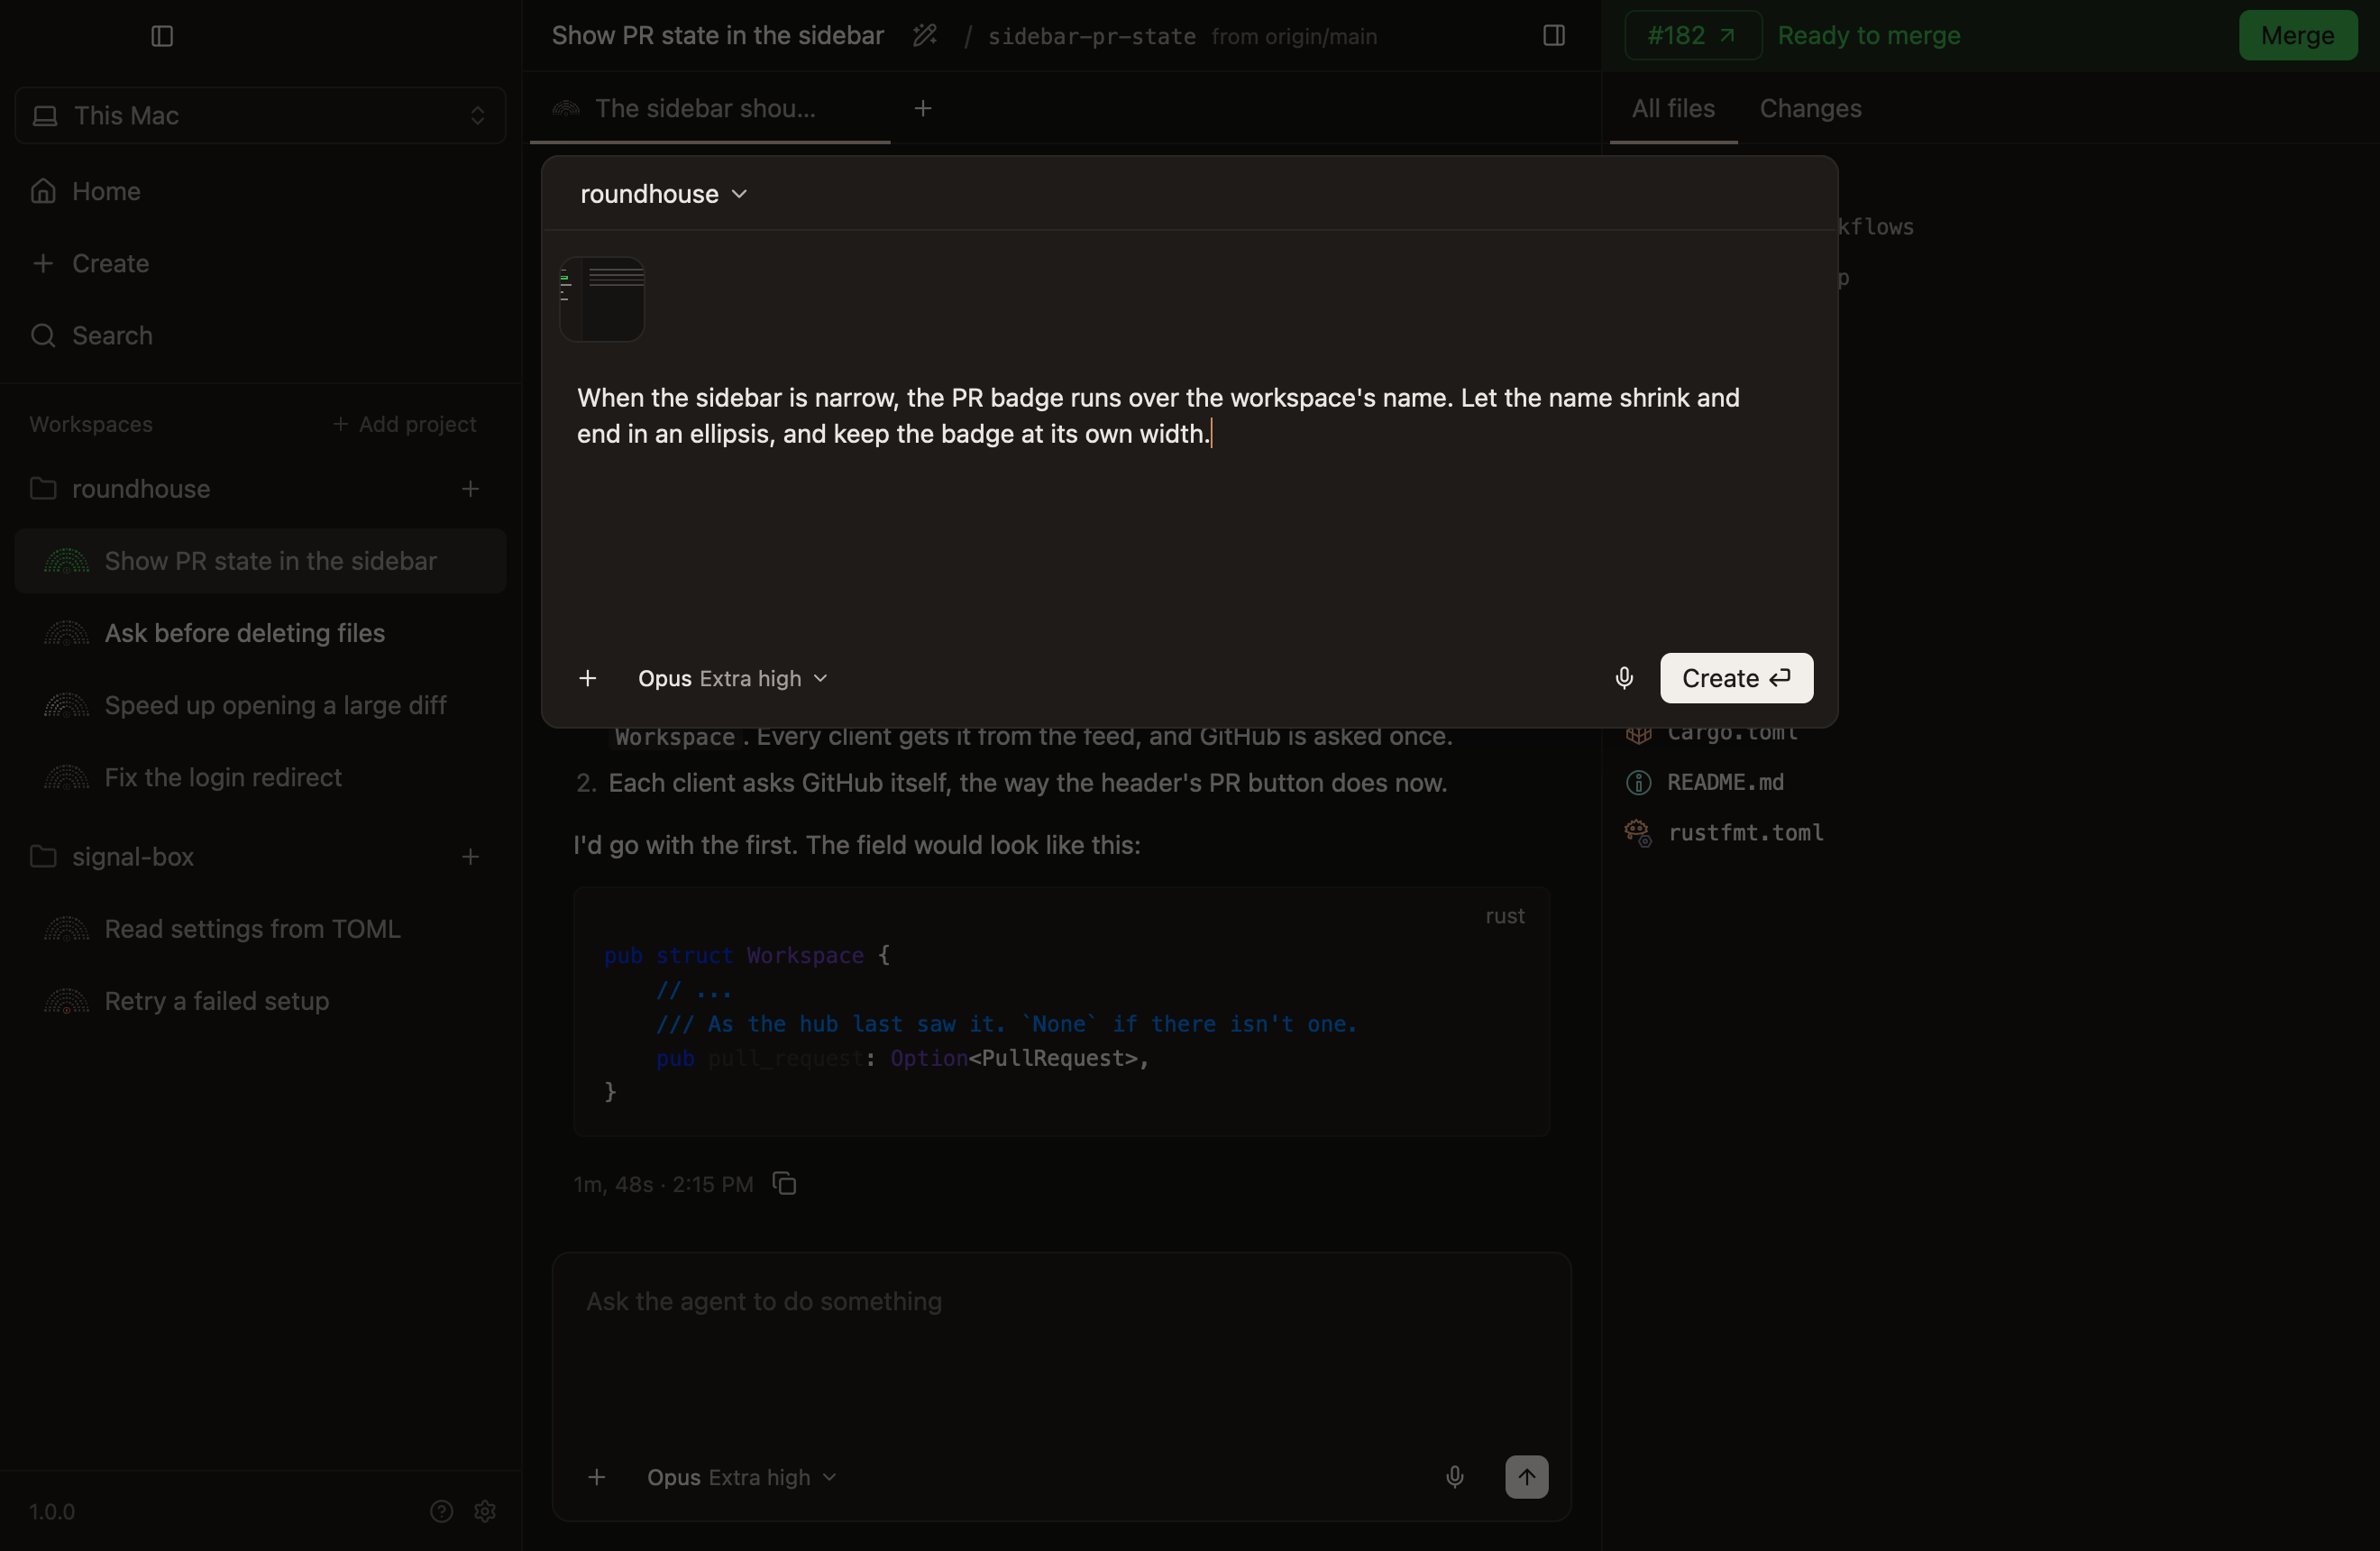 Show PR state in the sidebar / sidebar-pr-state from origin/main
#182 Ready to merge
Merge
This Mac
The sidebar shou...
All files Changes
Home
Create
Search
Workspaces
Add project
roundhouse
Show PR state in the sidebar
Ask before deleting files
Speed up opening a large diff
Fix the login redirect
signal-box
Read settings from TOML
Retry a failed setup
1.0.0
roundhouse
When the sidebar is narrow, the PR badge runs over the workspace's name. Let the name shrink and
end in an ellipsis, and keep the badge at its own width.
Opus Extra high
Create
Workspace. Every client gets it from the feed, and GitHub is asked once.
2. Each client asks GitHub itself, the way the header's PR button does now.
I'd go with the first. The field would look like this:
rust
pub struct Workspace {
// ...
/// As the hub last saw it. `None` if there isn't one.
pub pull_request: Option<PullRequest>,
}
1m, 48s · 2:15 PM
Ask the agent to do something
Opus Extra high
kflows
p
Cargo.toml
README.md
rustfmt.toml